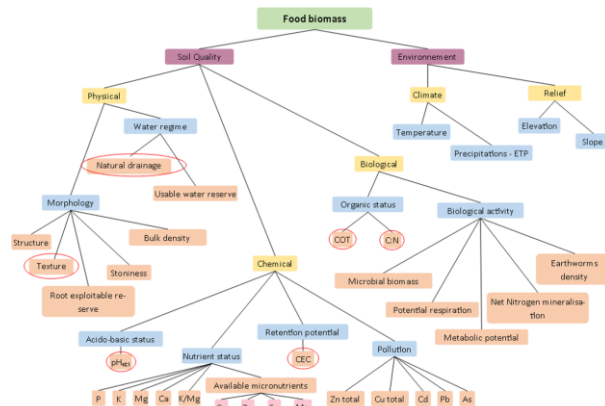 Food biomass
Soil Quality
Environnement
Physical
Climate
Relief
Water regime
Temperature
Elevation
Slope
Precipitations - ETP
Natural drainage
Biological
Usable water reserve
Morphology
Organic status
Biological activity
Structure
Bulk density
COT
C:N
Texture
Stoniness
Chemical
Earthworms
density
Microbial biomass
Root exploitable re-
serve
Potential respiration
Net Nitrogen mineralisa-
tion
Acido-basic status
Retention potential
Metabolic potential
Nutrient status
Pollution
pH
CEC
Available micronutrients
P
K
Mg
Ca
K/Mg
Zn total
Cu total
Cd
Pb
As